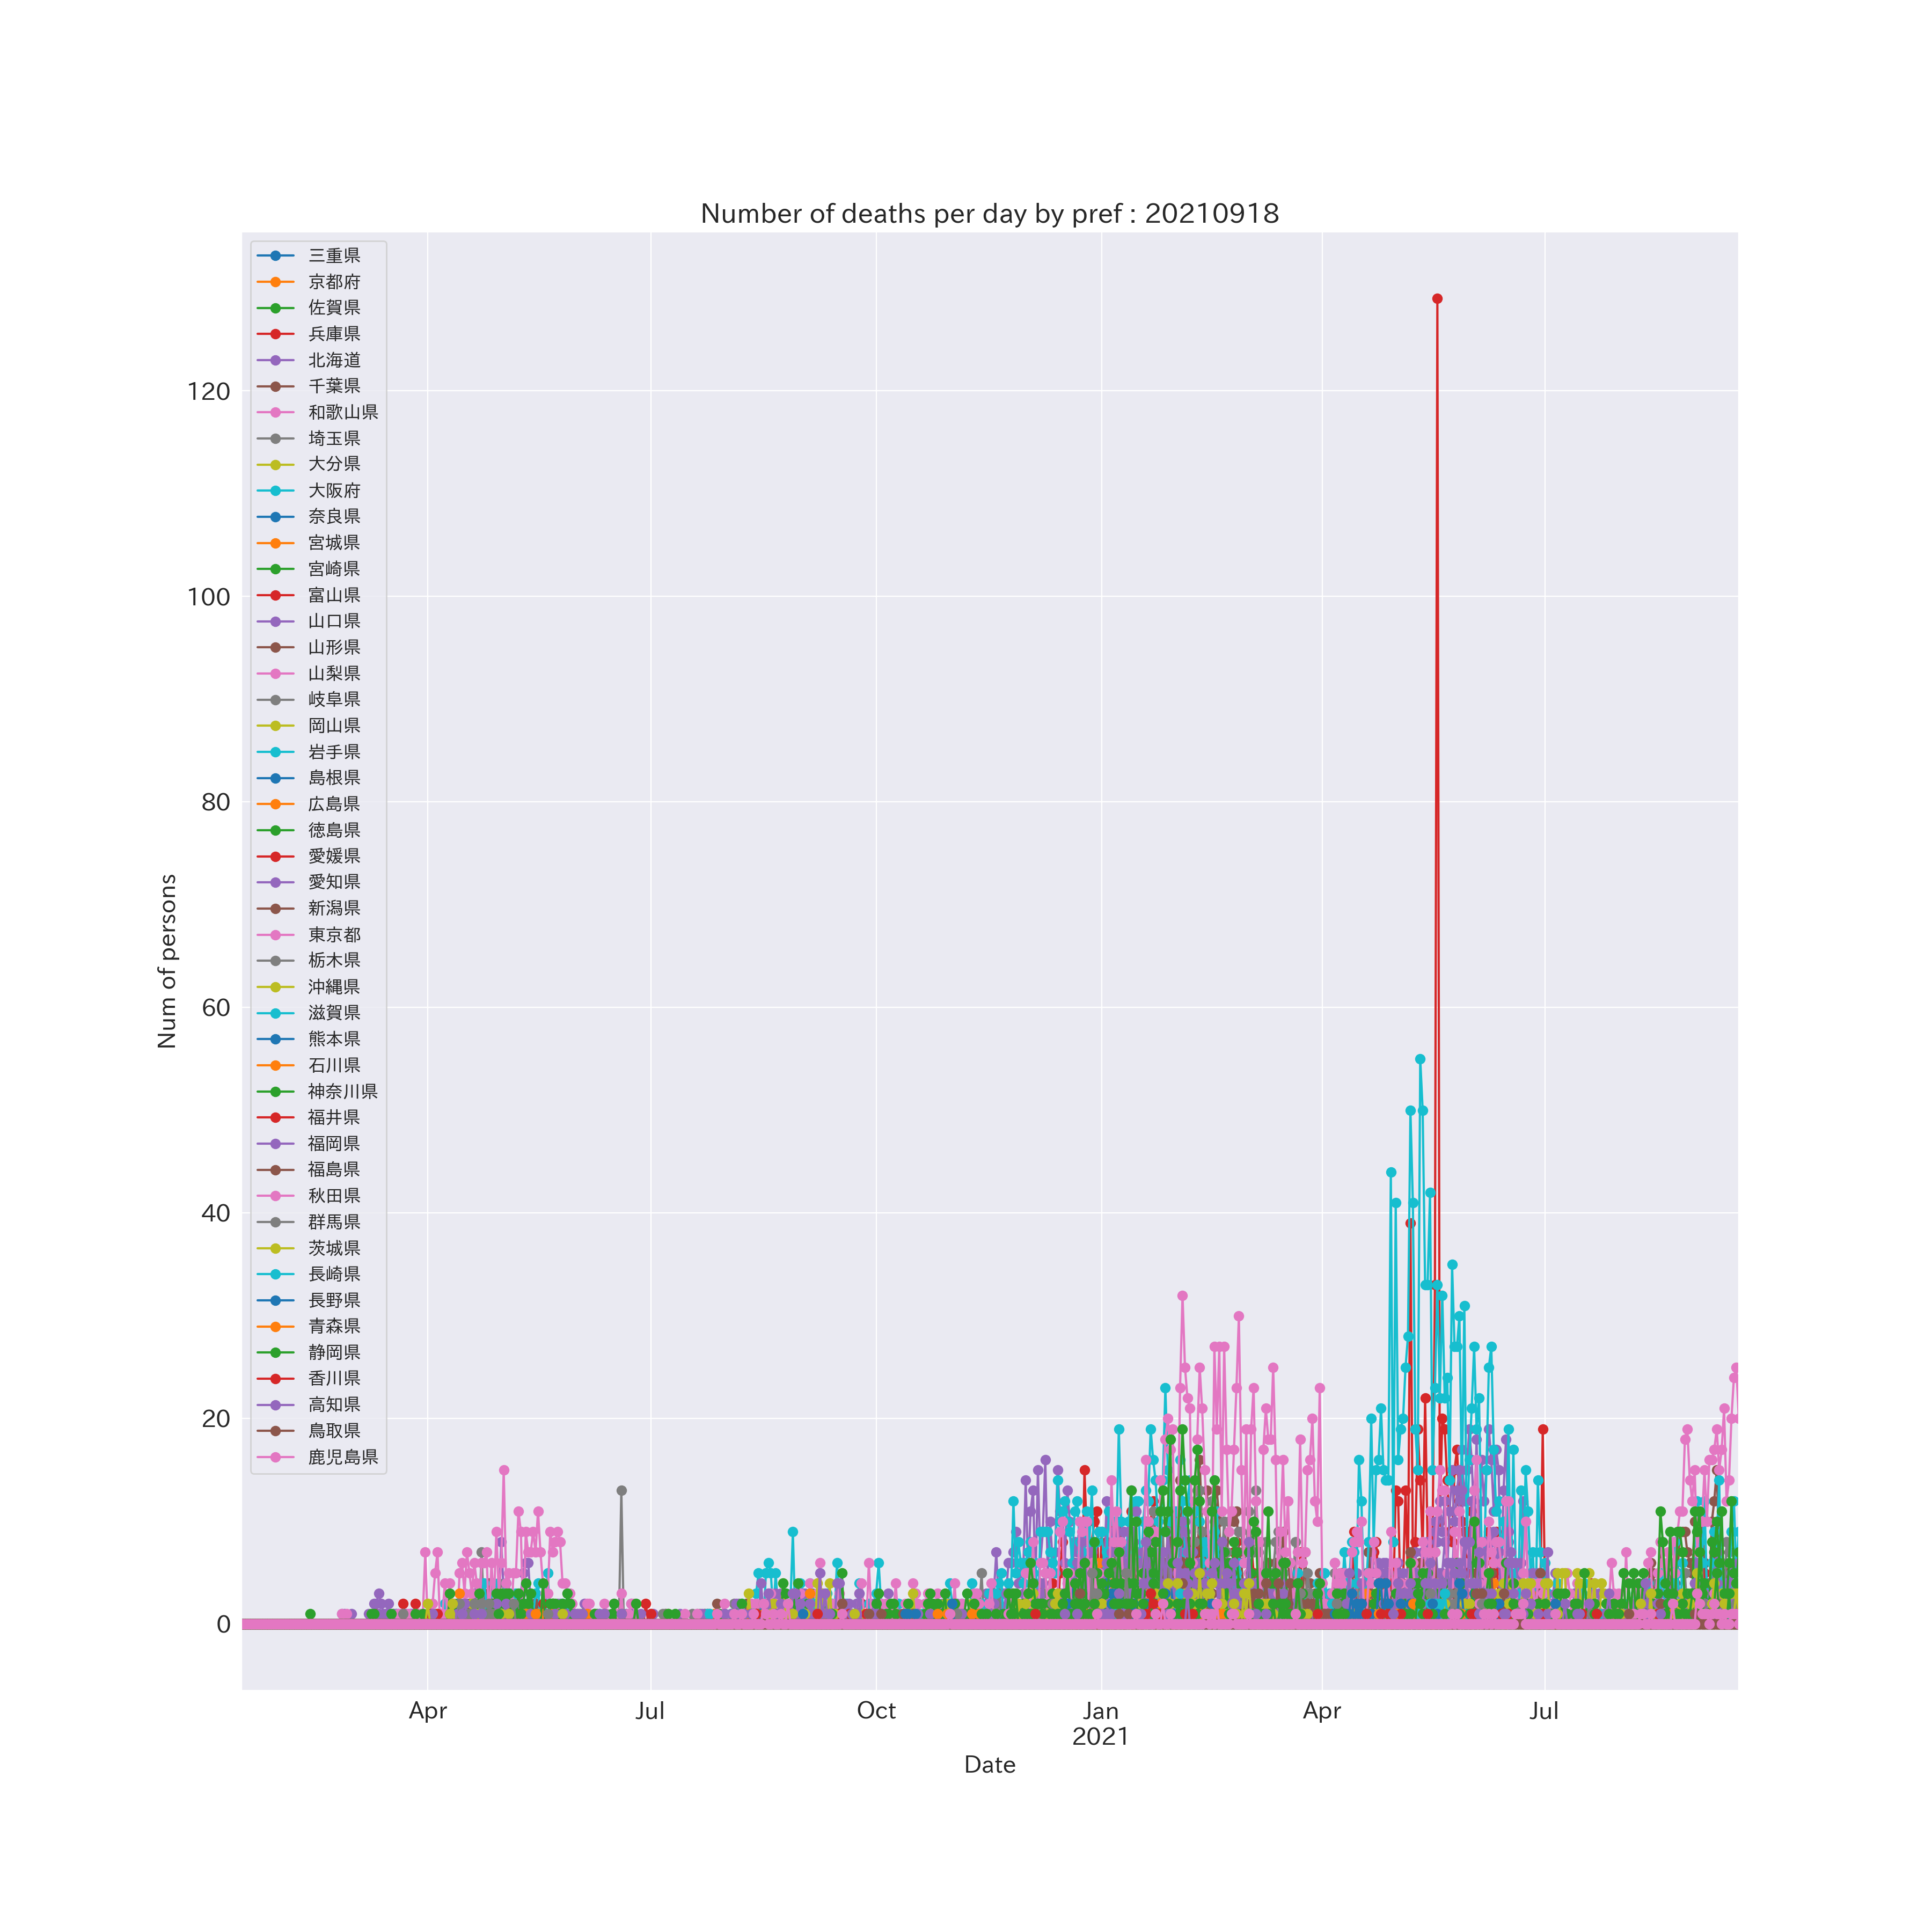 Number of deaths per day by pref : 20210918
三重県
京都府
佐賀県
兵庫県
北海道
千葉県
和歌山県
埼玉県
大分県
大阪府
奈良県
宮城県
宮崎県
富山県
山口県
山形県
山梨県
岐阜県
岡山県
岩手県
島根県
広島県
徳島県
愛媛県
愛知県
新潟県
東京都
栃木県
沖縄県
滋賀県
熊本県
石川県
神奈川県
福井県
福岡県
福島県
秋田県
群馬県
茨城県
長崎県
長野県
青森県
静岡県
香川県
高知県
鳥取県
鹿児島県
120
100
80
60
40
20
0
Num of persons
Apr Jul Oct Jan Apr Jul
2021
Date